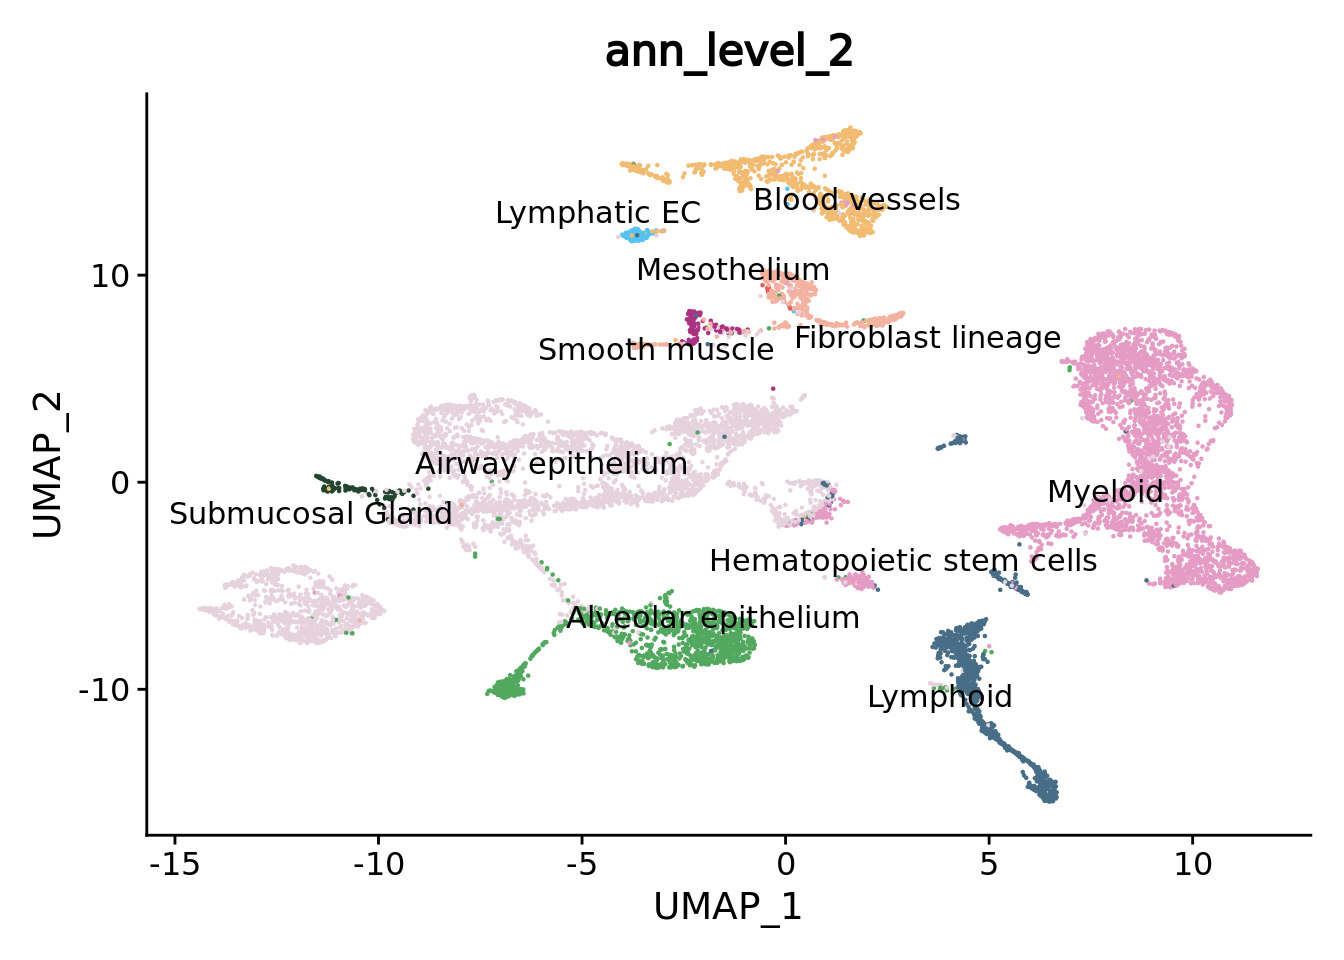 ann_level_2
Blood vessels
Lymphatic EC
Mesothelium
Fibroblast lineage
Smooth muscle
Airway epithelium
Myeloid
Submucosal Gland
Hematopoietic stem cells
Alveolar epithelium
Lymphoid
10
0
-10
UMAP_2
-15
-10
-5
0
5
10
UMAP_1